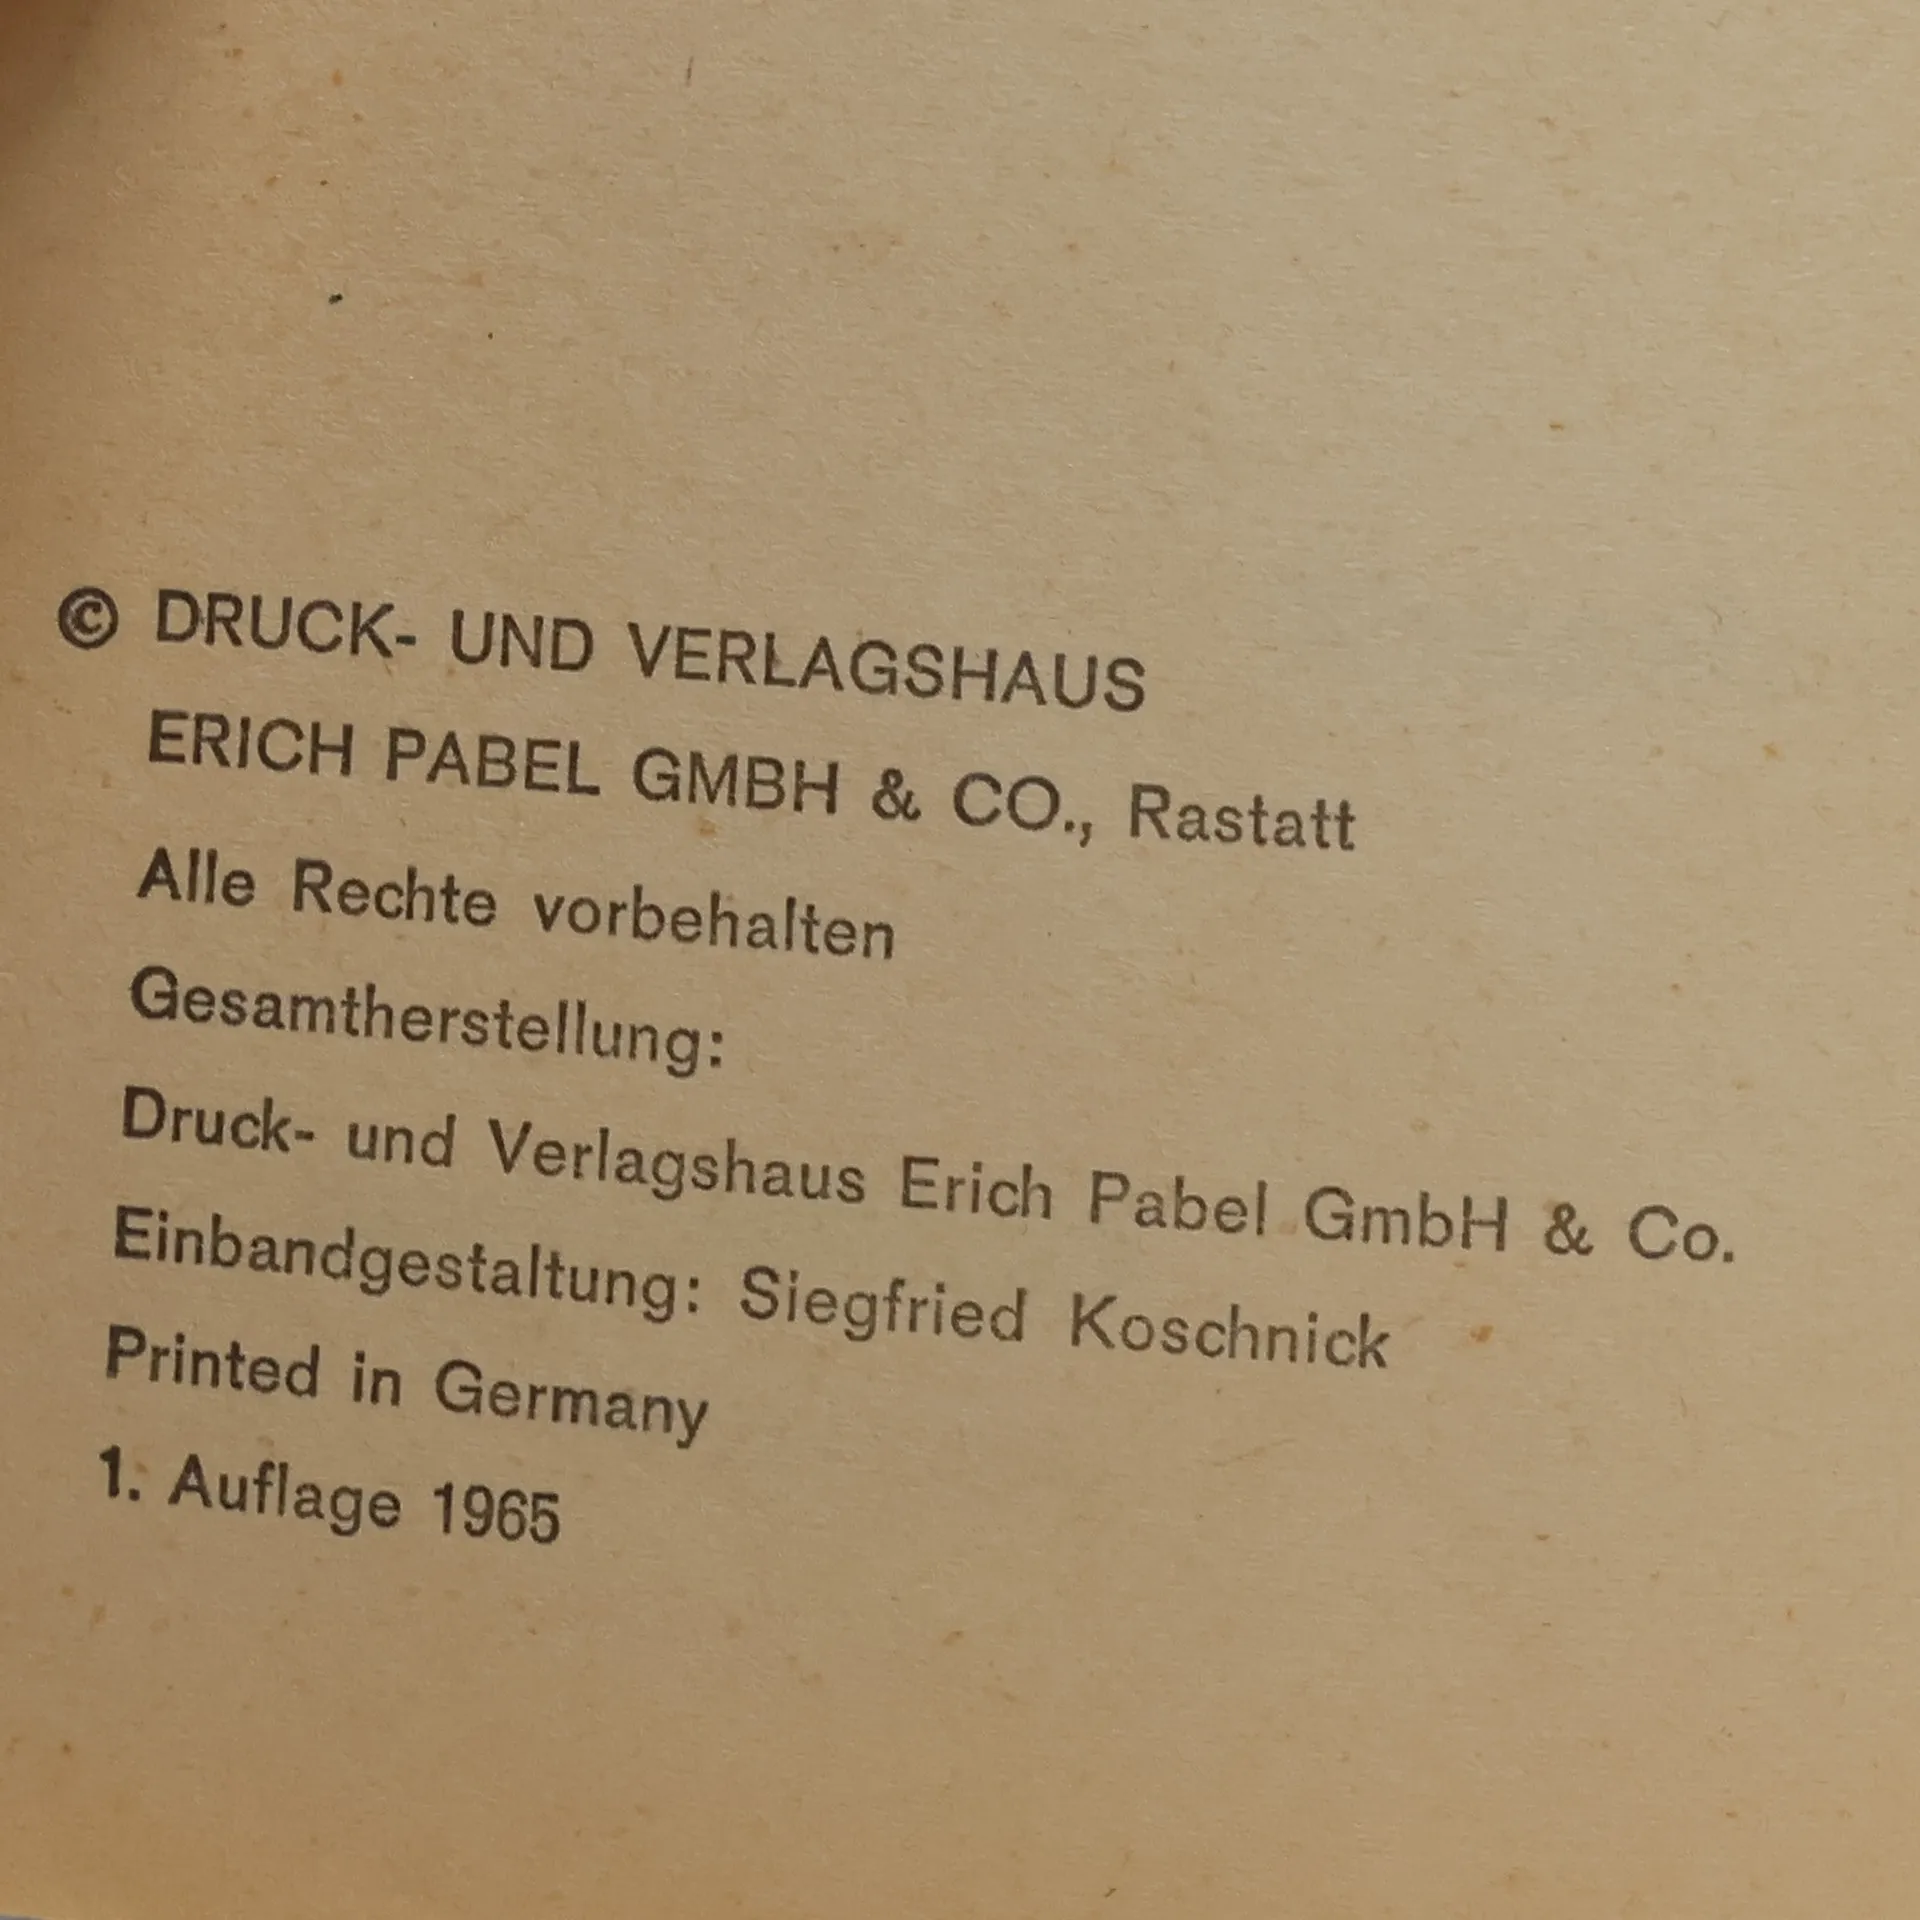 © DRUCK- UND VERLAGSHAUS
ERICH PABEL GMBH & CO., Rastatt
Alle Rechte vorbehalten
Gesamtherstellung:
Druck- und Verlagshaus Erich Pabel GmbH & Co.
Einbandgestaltung: Siegfried Koschnick
Printed in Germany
1. Auflage 1965